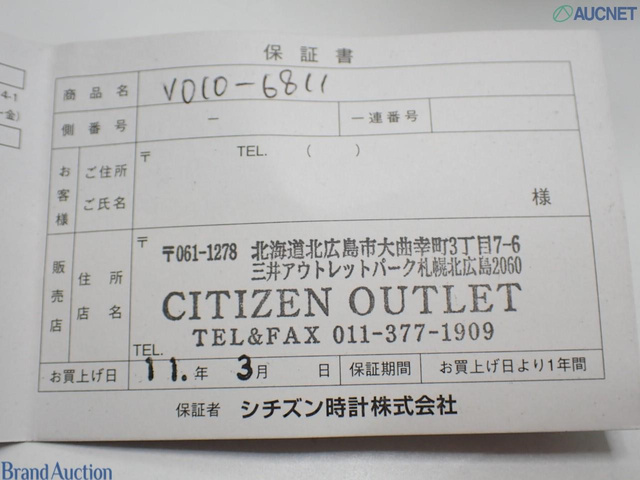 AUCNET
保証書
4-1
金)
商品名 V010-6811
側番号 － 一連番号
お客様 ご住所 ご氏名 〒 TEL. ( ) 様
販売店 住所 店名 〒
〒061-1278 北海道北広島市大曲幸町3丁目7-6
三井アウトレットパーク札幌北広島2060
CITIZEN OUTLET
TEL&FAX 011-377-1909
TEL.
お買上げ日 11.年 3月 日 保証期間 お買上げ日より1年間
保証者 シチズン時計株式会社
Brand Auction